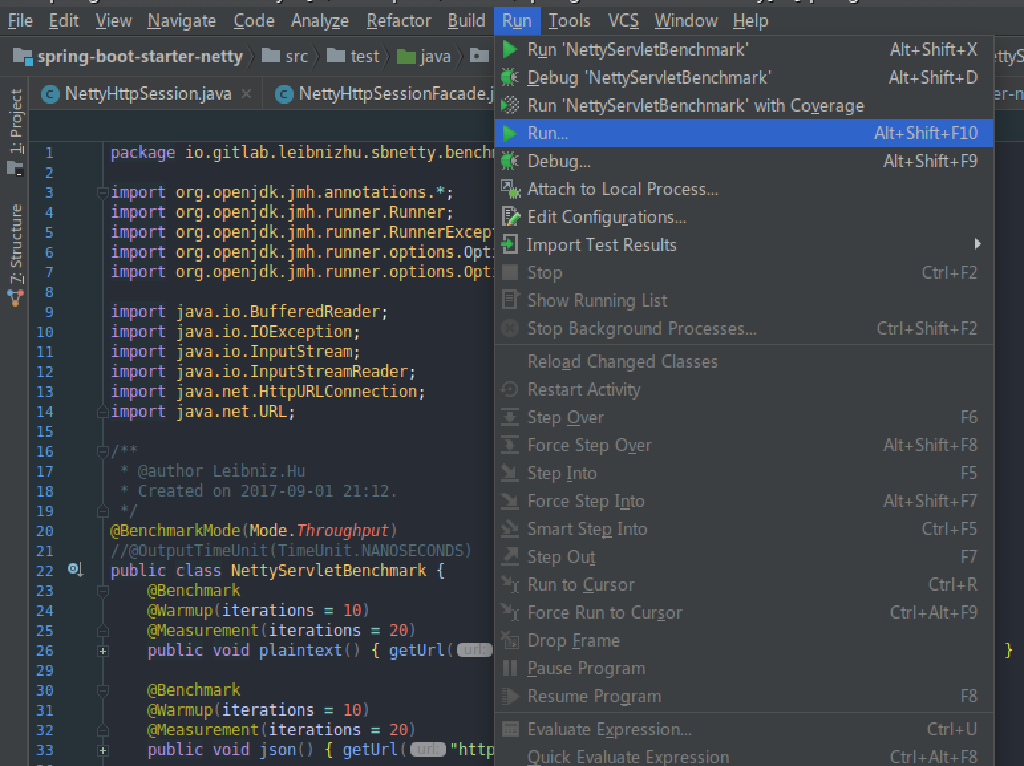 File Edit View Navigate Code Analyze Refactor Build Run Tools VCS Window Help
spring-boot-starter-netty src test java
NettyHttpSession.java NettyHttpSessionFacade.j
1: Project
7: Structure
1 package io.gitlab.leibnizhu.sbnetty.bench
2
3 import org.openjdk.jmh.annotations.*;
4 import org.openjdk.jmh.runner.Runner;
5 import org.openjdk.jmh.runner.RunnerExcep
6 import org.openjdk.jmh.runner.options.Opti
7 import org.openjdk.jmh.runner.options.Opti
8
9 import java.io.BufferedReader;
10 import java.io.IOException;
11 import java.io.InputStream;
12 import java.io.InputStreamReader;
13 import java.net.HttpURLConnection;
14 import java.net.URL;
15
16 /**
17 * @author Leibniz.Hu
18 * Created on 2017-09-01 21:12.
19 */
20 @BenchmarkMode(Mode.Throughput)
21 //@OutputTimeUnit(TimeUnit.NANOSECONDS)
22 public class NettyServletBenchmark {
23 @Benchmark
24 @Warmup(iterations = 10)
25 @Measurement(iterations = 20)
26 public void plaintext() { getUrl( url: }
29
30 @Benchmark
31 @Warmup(iterations = 10)
32 @Measurement(iterations = 20)
33 public void json() { getUrl( url: "http
Run 'NettyServletBenchmark' Alt+Shift+X
Debug 'NettyServletBenchmark' Alt+Shift+D
Run 'NettyServletBenchmark' with Coverage
Run... Alt+Shift+F10
Debug... Alt+Shift+F9
Attach to Local Process...
Edit Configurations...
Import Test Results
Stop Ctrl+F2
Show Running List
Stop Background Processes... Ctrl+Shift+F2
Reload Changed Classes
Restart Activity
Step Over F6
Force Step Over Alt+Shift+F8
Step Into F5
Force Step Into Alt+Shift+F7
Smart Step Into Ctrl+F5
Step Out F7
Run to Cursor Ctrl+R
Force Run to Cursor Ctrl+Alt+F9
Drop Frame
Pause Program
Resume Program F8
Evaluate Expression... Ctrl+U
Quick Evaluate Expression Ctrl+Alt+F8
ettyS
er-n